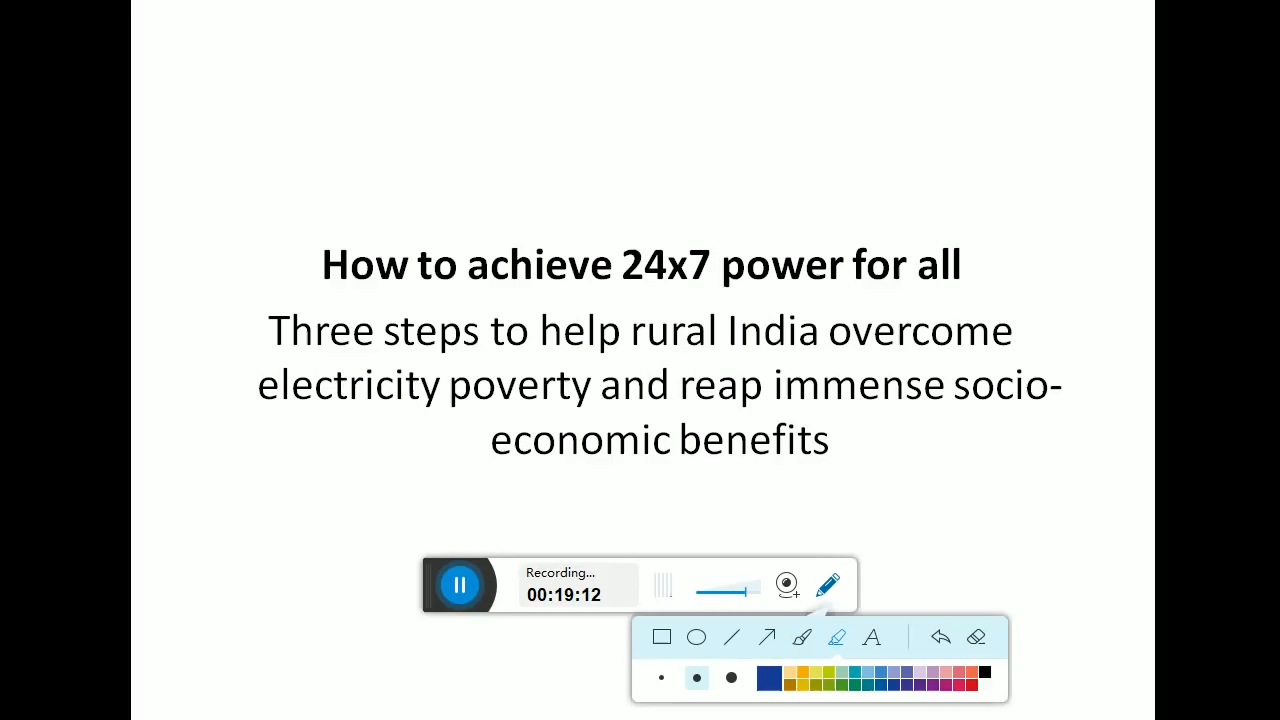 How to achieve 24x7 power for all
Three steps to help rural India overcome
electricity poverty and reap immense socio-
economic benefits
Recording...
00:19:12
A